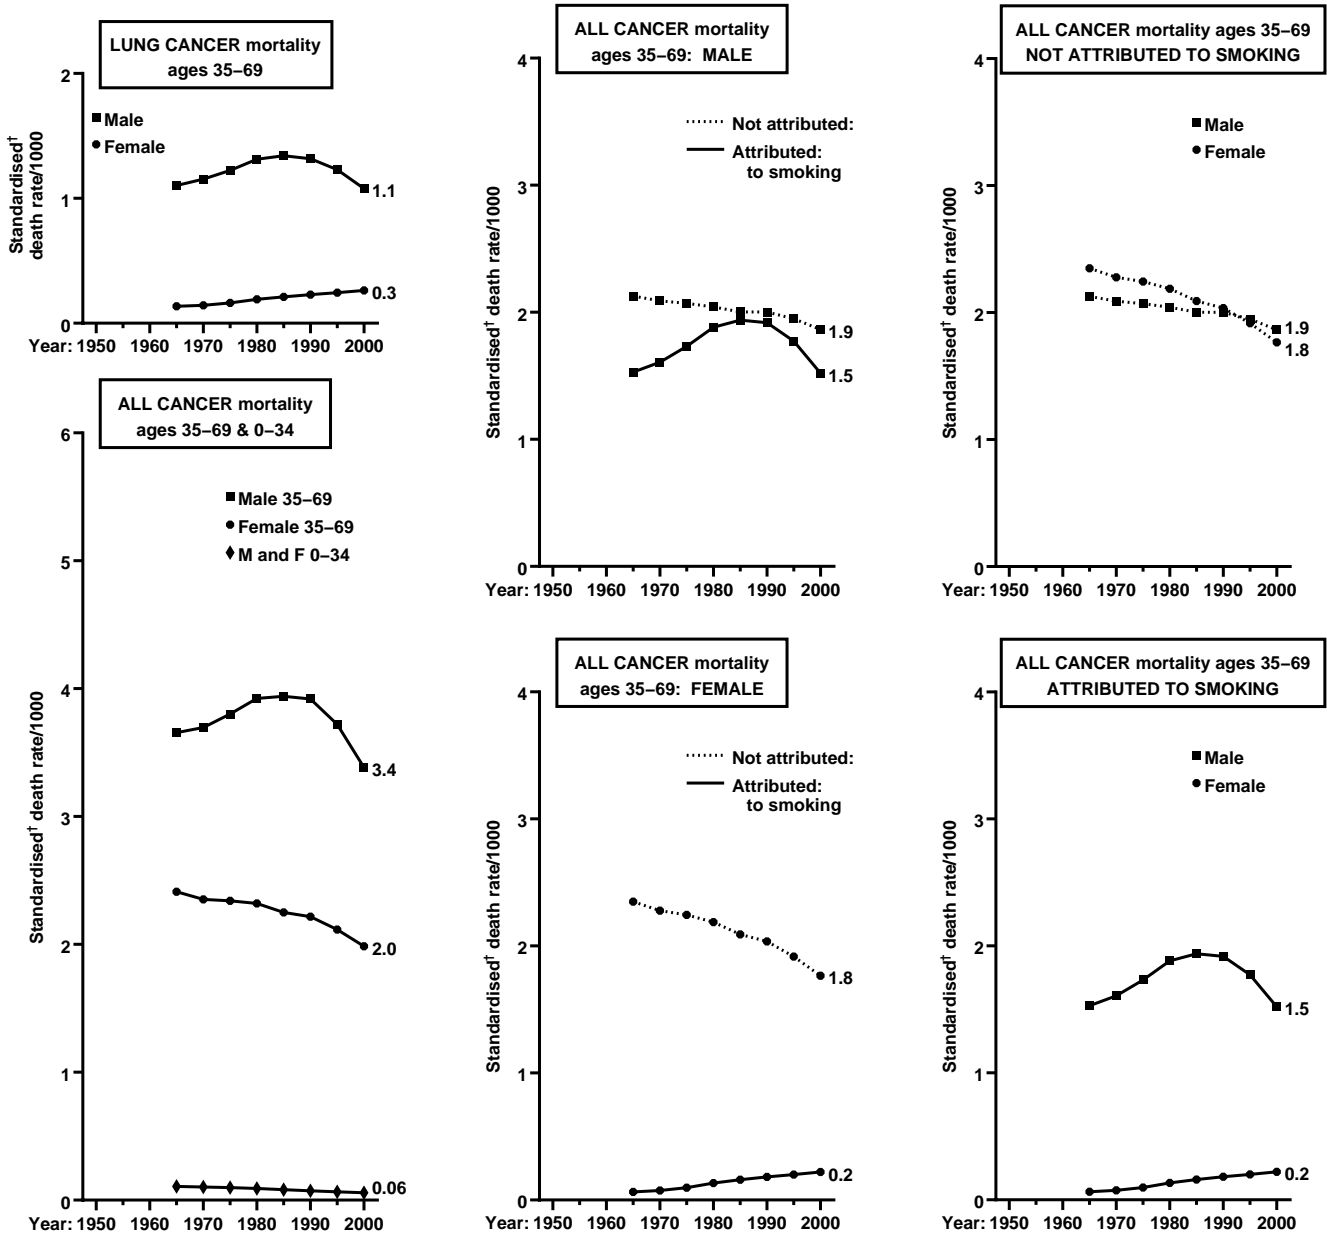 LUNG CANCER mortality
ages 35–69
2
1
0
Standardised†
death rate/1000
Male
Female
1.1
0.3
Year: 1950 1960 1970 1980 1990 2000
ALL CANCER mortality
ages 35–69: MALE
4
3
2
1
0
Standardised† death rate/1000
Not attributed:
Attributed:
to smoking
1.9
1.5
Year: 1950 1960 1970 1980 1990 2000
ALL CANCER mortality ages 35–69
NOT ATTRIBUTED TO SMOKING
4
3
2
1
0
Standardised† death rate/1000
Male
Female
1.9
1.8
Year: 1950 1960 1970 1980 1990 2000
ALL CANCER mortality
ages 35–69 & 0–34
6
5
4
3
2
1
0
Standardised† death rate/1000
Male 35–69
Female 35–69
M and F 0–34
3.4
2.0
0.06
Year: 1950 1960 1970 1980 1990 2000
ALL CANCER mortality
ages 35–69: FEMALE
4
3
2
1
0
Standardised† death rate/1000
Not attributed:
Attributed:
to smoking
1.8
0.2
Year: 1950 1960 1970 1980 1990 2000
ALL CANCER mortality ages 35–69
ATTRIBUTED TO SMOKING
4
3
2
1
0
Standardised† death rate/1000
Male
Female
1.5
0.2
Year: 1950 1960 1970 1980 1990 2000